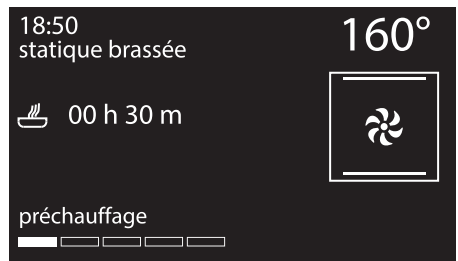 18:50
160°
statique brassée
00 h 30 m
préchauffage